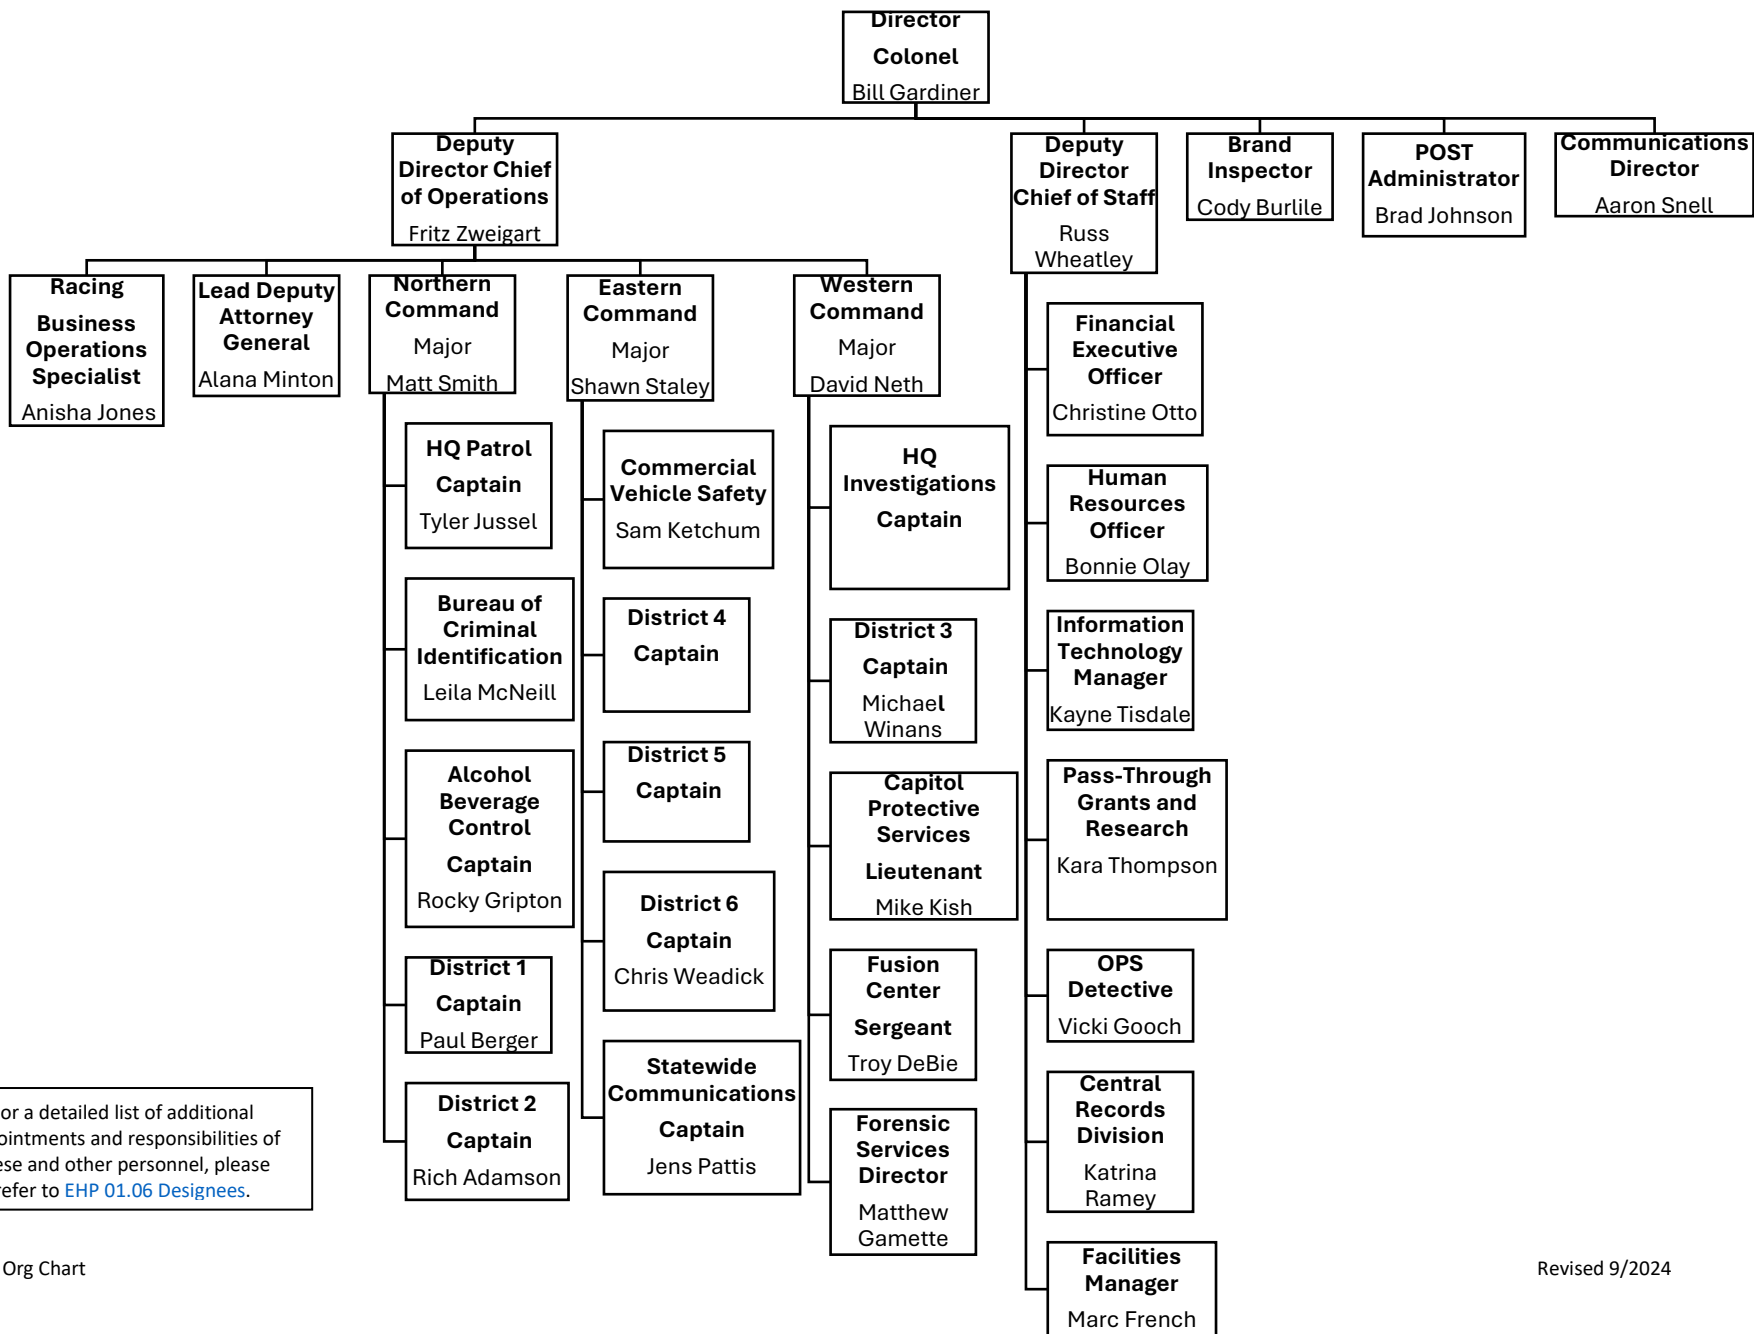 Director
Colonel
Bill Gardiner
Deputy
Director Chief
of Operations
Fritz Zweigart
Deputy
Director
Chief of Staff
Russ
Wheatley
Brand
Inspector
Cody Burlile
POST
Administrator
Brad Johnson
Communications
Director
Aaron Snell
Racing
Business
Operations
Specialist
Anisha Jones
Lead Deputy
Attorney
General
Alana Minton
Northern
Command
Major
Matt Smith
Eastern
Command
Major
Shawn Staley
Western
Command
Major
David Neth
HQ Patrol
Captain
Tyler Jussel
Bureau of
Criminal
Identification
Leila McNeill
Alcohol
Beverage
Control
Captain
Rocky Gripton
District 1
Captain
Paul Berger
District 2
Captain
Rich Adamson
Commercial
Vehicle Safety
Sam Ketchum
District 4
Captain
District 5
Captain
District 6
Captain
Chris Weadick
Statewide
Communications
Captain
Jens Pattis
HQ
Investigations
Captain
District 3
Captain
Michael
Winans
Capitol
Protective
Services
Lieutenant
Mike Kish
Fusion
Center
Sergeant
Troy DeBie
Forensic
Services
Director
Matthew
Gamette
Financial
Executive
Officer
Christine Otto
Human
Resources
Officer
Bonnie Olay
Information
Technology
Manager
Kayne Tisdale
Pass-Through
Grants and
Research
Kara Thompson
OPS
Detective
Vicki Gooch
Central
Records
Division
Katrina
Ramey
Facilities
Manager
Marc French
or a detailed list of additional
ointments and responsibilities of
ese and other personnel, please
refer to EHP 01.06 Designees.
Org Chart
Revised 9/2024